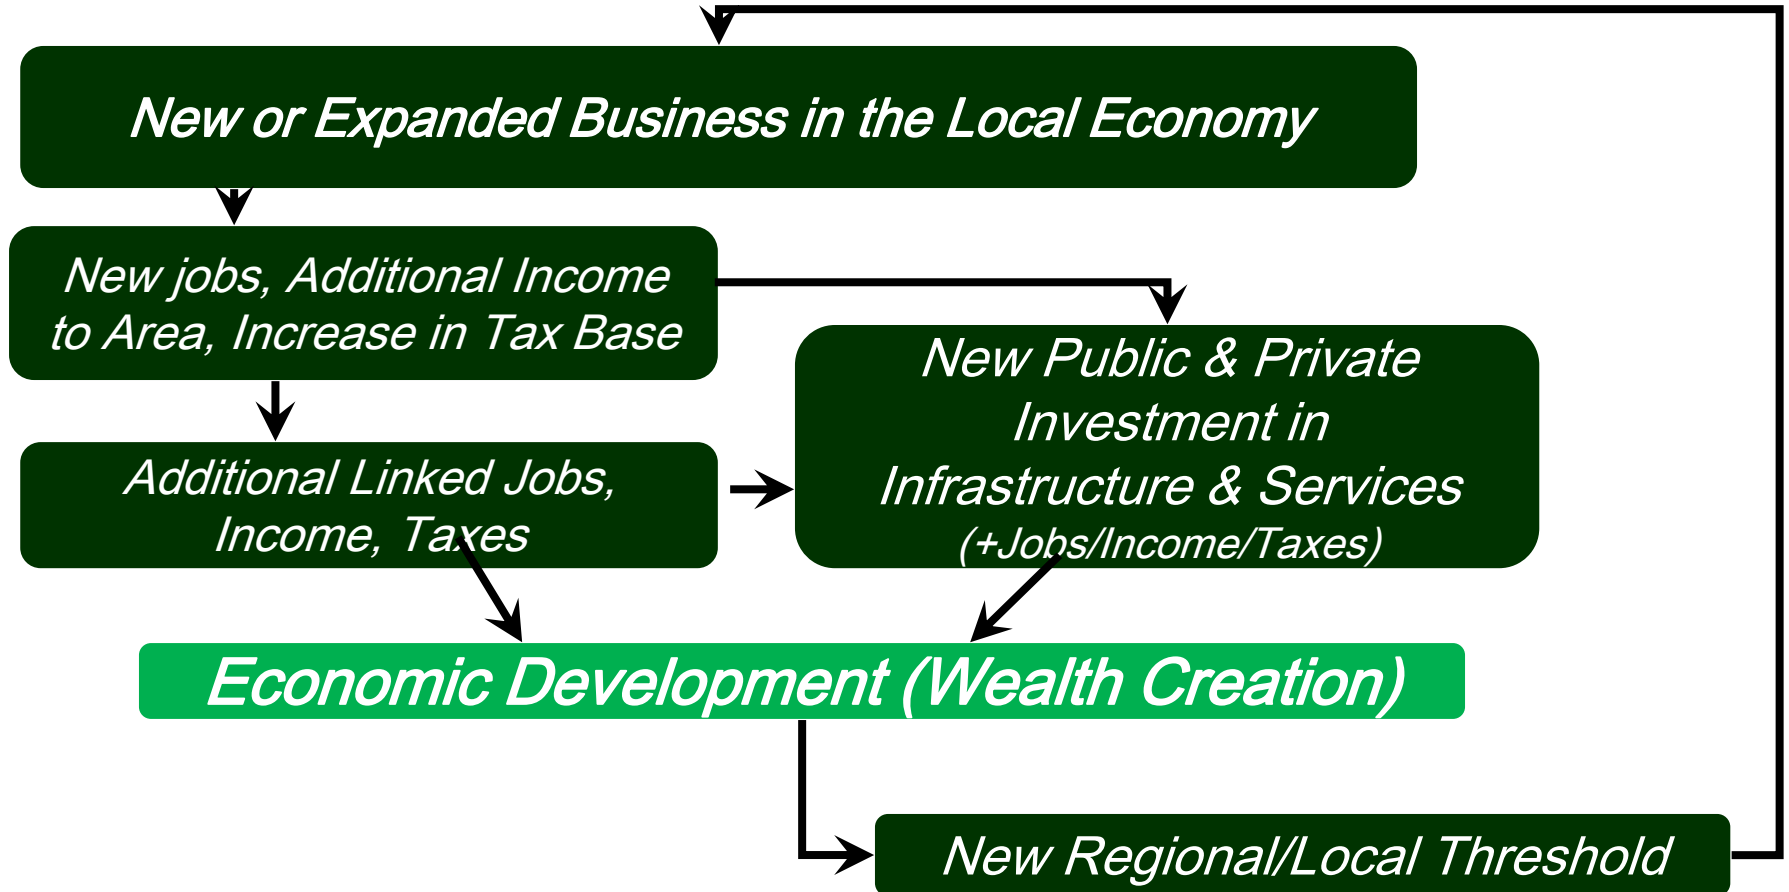 New or Expanded Business in the Local Economy
New jobs, Additional Income
to Area, Increase in Tax Base
New Public & Private
Investment in
Infrastructure & Services
(+Jobs/Income/Taxes)
Additional Linked Jobs,
Income, Taxes
Economic Development (Wealth Creation)
New Regional/Local Threshold